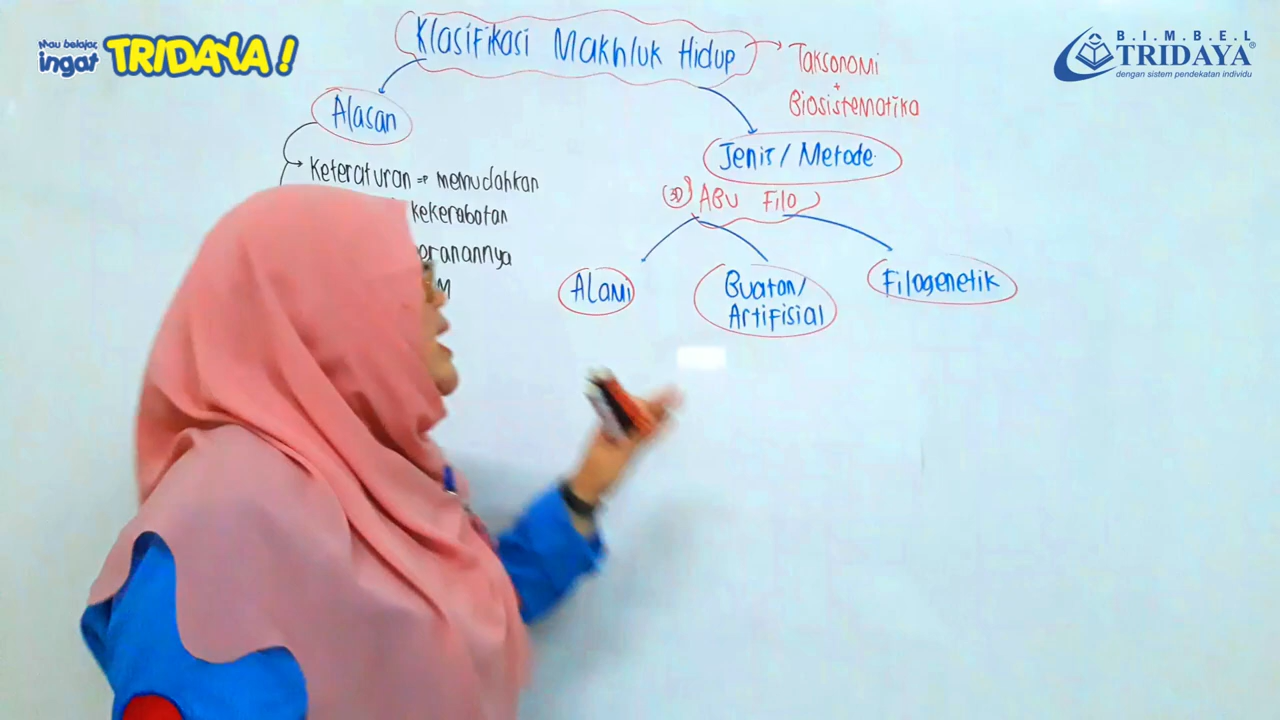 Mau belajar,
ingat TRIDAYA!
B.I.M.B.E.L
TRIDAYA
dengan sistem pendekatan individu
Klasifikasi Makhluk Hidup
Taksonomi
+
Biosistematika
Alasan
Keteraturan ⇒ memudahkan
kekerabatan
Jenis/Metode
ABU Filo
Alami
Buatan/
Artifisial
Filogenetik